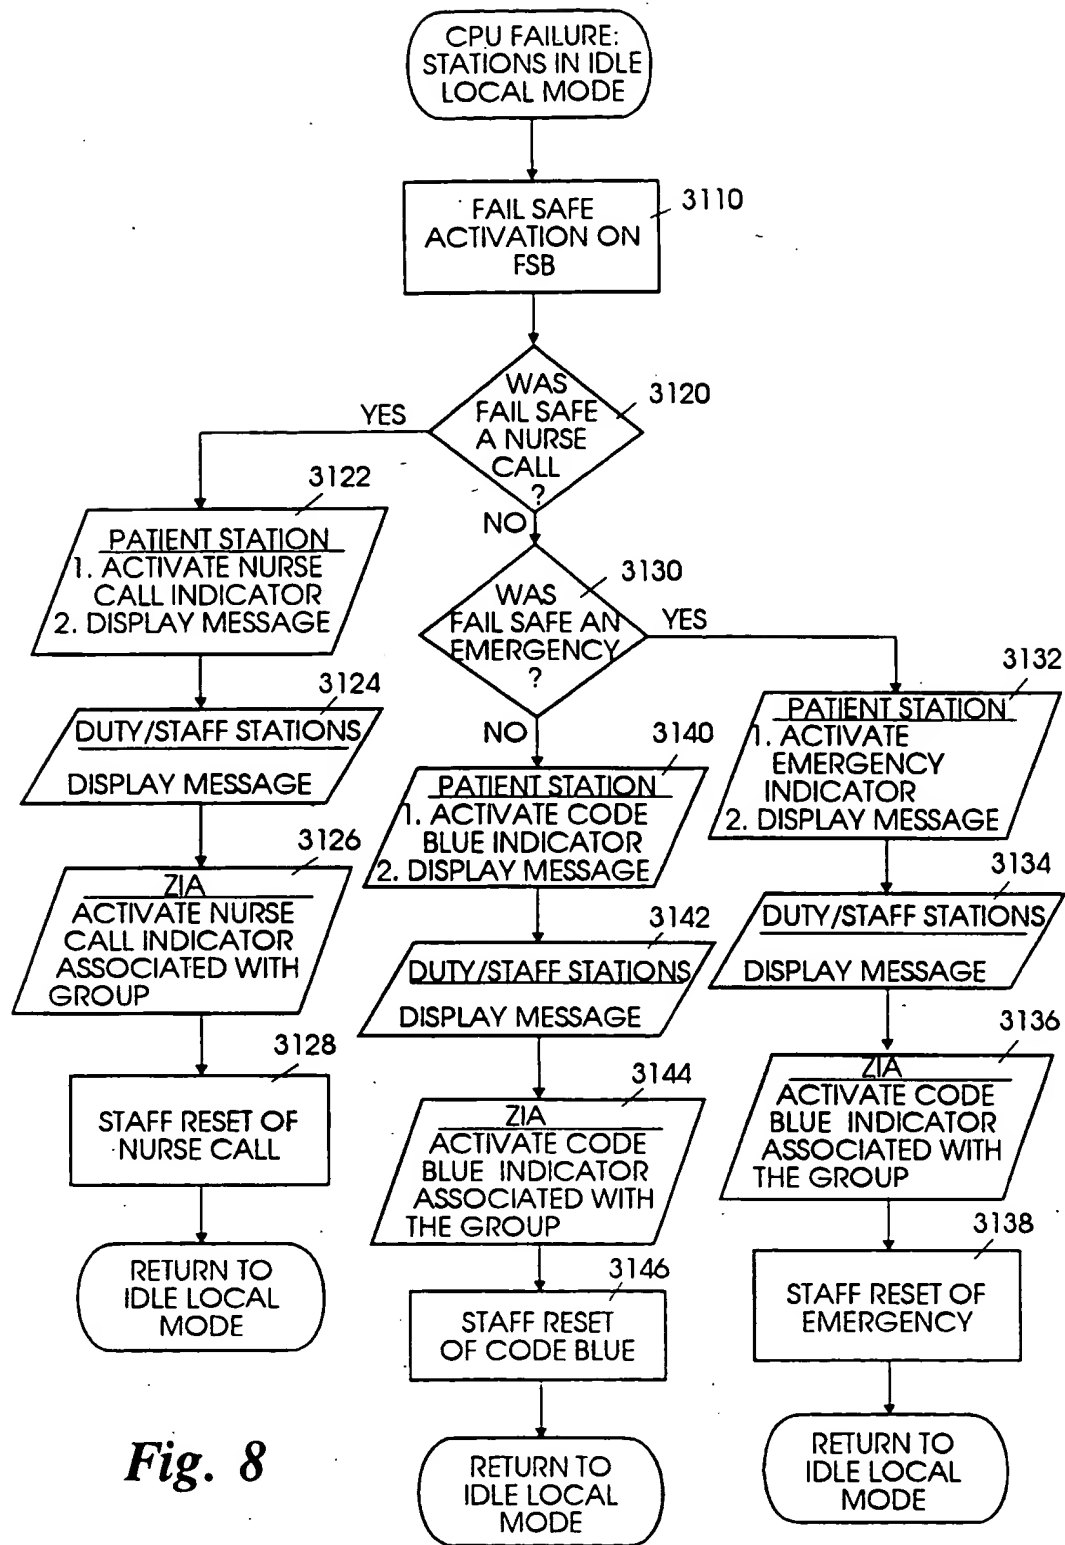 CPU FAILURE:
STATIONS IN IDLE
LOCAL MODE
3110
FAIL SAFE
ACTIVATION ON
FSB
3120
WAS
FAIL SAFE
A NURSE
CALL
?
YES
NO
3122
PATIENT STATION
1. ACTIVATE NURSE
CALL INDICATOR
2. DISPLAY MESSAGE
3124
DUTY/STAFF STATIONS
DISPLAY MESSAGE
3126
ZIA
ACTIVATE NURSE
CALL INDICATOR
ASSOCIATED WITH
GROUP
3128
STAFF RESET OF
NURSE CALL
RETURN TO
IDLE LOCAL
MODE
3130
WAS
FAIL SAFE AN
EMERGENCY
?
YES
NO
3140
PATIENT STATION
1. ACTIVATE CODE
BLUE INDICATOR
2. DISPLAY MESSAGE
3142
DUTY/STAFF STATIONS
DISPLAY MESSAGE
3144
ZIA
ACTIVATE CODE
BLUE INDICATOR
ASSOCIATED WITH
THE GROUP
3146
STAFF RESET
OF CODE BLUE
RETURN TO
IDLE LOCAL
MODE
3132
PATIENT STATION
1. ACTIVATE
EMERGENCY
INDICATOR
2. DISPLAY MESSAGE
3134
DUTY/STAFF STATIONS
DISPLAY MESSAGE
3136
ZIA
ACTIVATE CODE
BLUE INDICATOR
ASSOCIATED WITH
THE GROUP
3138
STAFF RESET OF
EMERGENCY
RETURN TO
IDLE LOCAL
MODE
Fig. 8